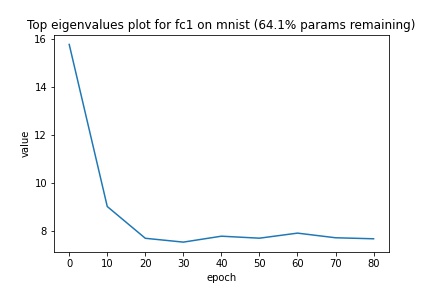 Top eigenvalues plot for fc1 on mnist (64.1% params remaining)
16
14
12
10
8
value
0 10 20 30 40 50 60 70 80
epoch